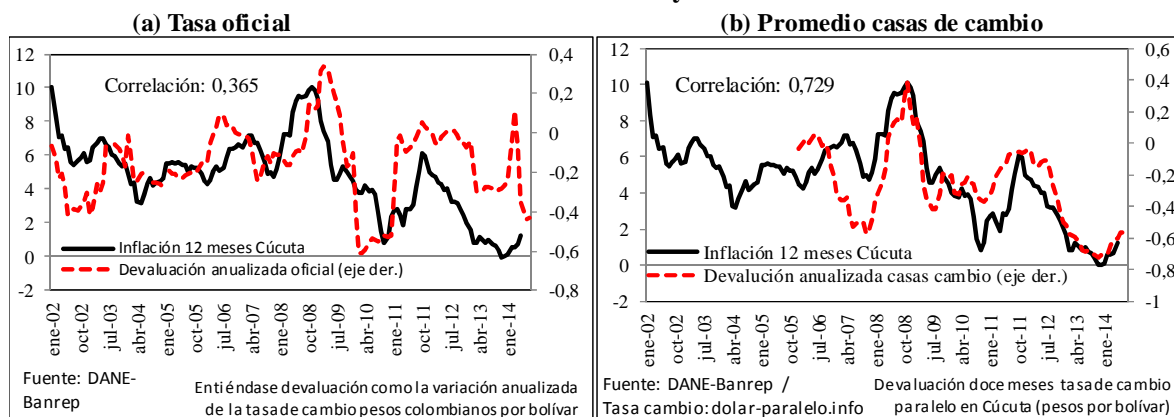 (a) Tasa oficial
12
10
8
6
4
2
0
-2
0,4
0,2
0
-0,2
-0,4
-0,6
-0,8
Correlación: 0,365
Inflación 12 meses Cúcuta
Devaluación anualizada oficial (eje der.)
ene-02
oct-02
jul-03
abr-04
ene-05
oct-05
jul-06
abr-07
ene-08
oct-08
jul-09
abr-10
ene-11
oct-11
jul-12
abr-13
ene-14
Fuente: DANE-
Banrep
Entiéndase devaluación como la variación anualizada
de la tasa de cambio pesos colombianos por bolívar
(b) Promedio casas de cambio
12
10
8
6
4
2
0
-2
0,6
0,4
0,2
0
-0,2
-0,4
-0,6
-0,8
-1
Correlación: 0,729
Inflación 12 meses Cúcuta
Devalución anualizada casas cambio (eje der.)
ene-02
oct-02
jul-03
abr-04
ene-05
oct-05
jul-06
abr-07
ene-08
oct-08
jul-09
abr-10
ene-11
oct-11
jul-12
abr-13
ene-14
Fuente: DANE-Banrep /
Tasa cambio: dolar-paralelo.info
Devaluación doce meses tasa de cambio
paralelo en Cúcuta (pesos por bolívar)